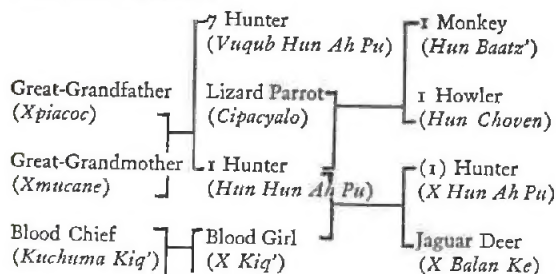 7 Hunter
(Vuqub Hun Ah Pu)
1 Monkey
(Hun Baatz')
Great-Grandfather
(Xpiacoc)
Lizard Parrot
(Cipacyalo)
1 Howler
(Hun Choven)
Great-Grandmother
(Xmucane)
1 Hunter
(Hun Hun Ah Pu)
(1) Hunter
(X Hun Ah Pu)
Blood Chief
(Kuchuma Kiq')
Blood Girl
(X Kiq')
Jaguar Deer
(X Balan Ke)